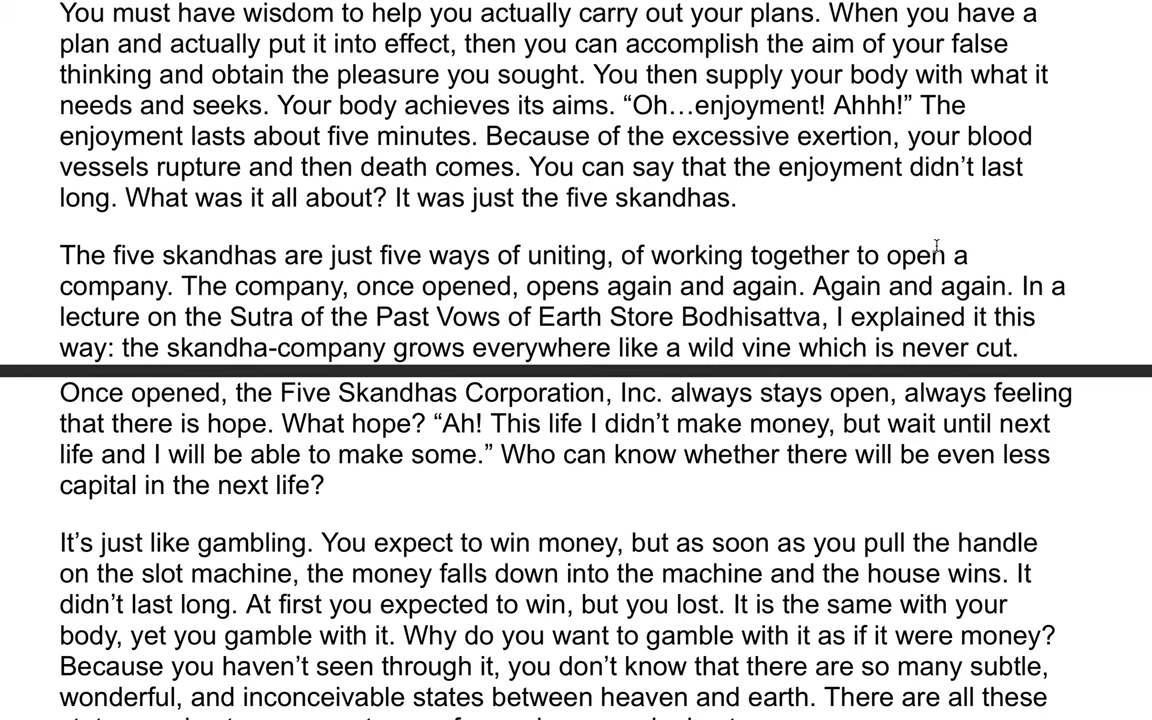 You must have wisdom to help you actually carry out your plans. When you have a
plan and actually put it into effect, then you can accomplish the aim of your false
thinking and obtain the pleasure you sought. You then supply your body with what it
needs and seeks. Your body achieves its aims. “Oh…enjoyment! Ahhh!” The
enjoyment lasts about five minutes. Because of the excessive exertion, your blood
vessels rupture and then death comes. You can say that the enjoyment didn’t last
long. What was it all about? It was just the five skandhas.
The five skandhas are just five ways of uniting, of working together to open a
company. The company, once opened, opens again and again. Again and again. In a
lecture on the Sutra of the Past Vows of Earth Store Bodhisattva, I explained it this
way: the skandha-company grows everywhere like a wild vine which is never cut.
Once opened, the Five Skandhas Corporation, Inc. always stays open, always feeling
that there is hope. What hope? “Ah! This life I didn’t make money, but wait until next
life and I will be able to make some.” Who can know whether there will be even less
capital in the next life?
It’s just like gambling. You expect to win money, but as soon as you pull the handle
on the slot machine, the money falls down into the machine and the house wins. It
didn’t last long. At first you expected to win, but you lost. It is the same with your
body, yet you gamble with it. Why do you want to gamble with it as if it were money?
Because you haven’t seen through it, you don’t know that there are so many subtle,
wonderful, and inconceivable states between heaven and earth. There are all these